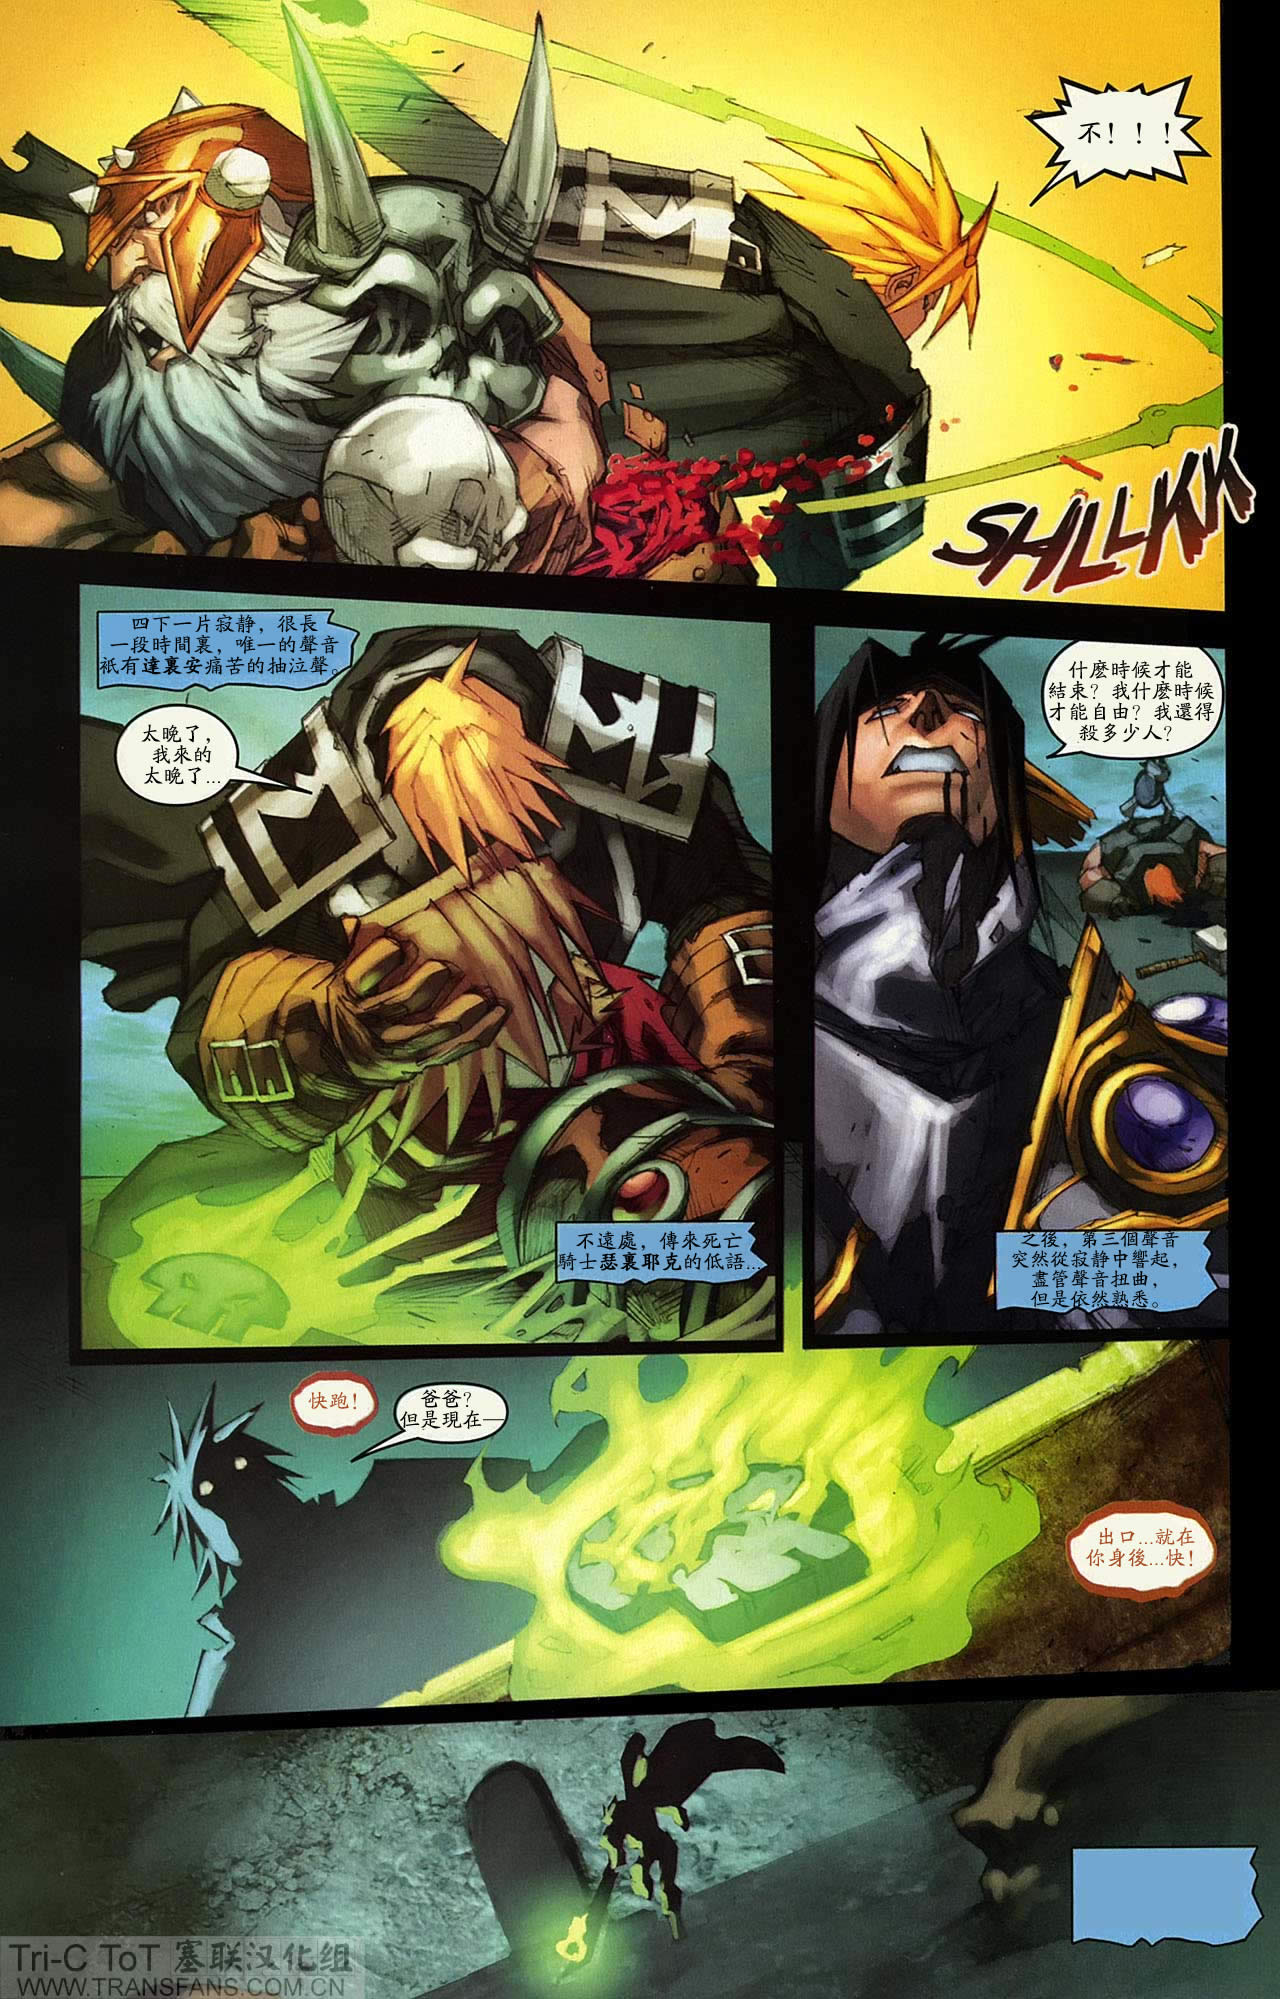 不！！！
SHLLKKK
四下一片寂静，很長
一段時間裏，唯一的聲音
衹有達裏安痛苦的抽泣聲。
太晚了，
我來的
太晚了...
不遠處，傳來死亡
騎士瑟裏耶克的低語...
什麽時候才能
結束？我什麽時候
才能自由？我還得
殺多少人？
之後，第三個聲音
突然從寂静中響起，
盡管聲音扭曲，
但是依然熟悉。
快跑！
爸爸？
但是現在—
出口...就在
你身後...快！
Tri-C ToT 塞联汉化组
WWW.TRANSFANS.COM.CN